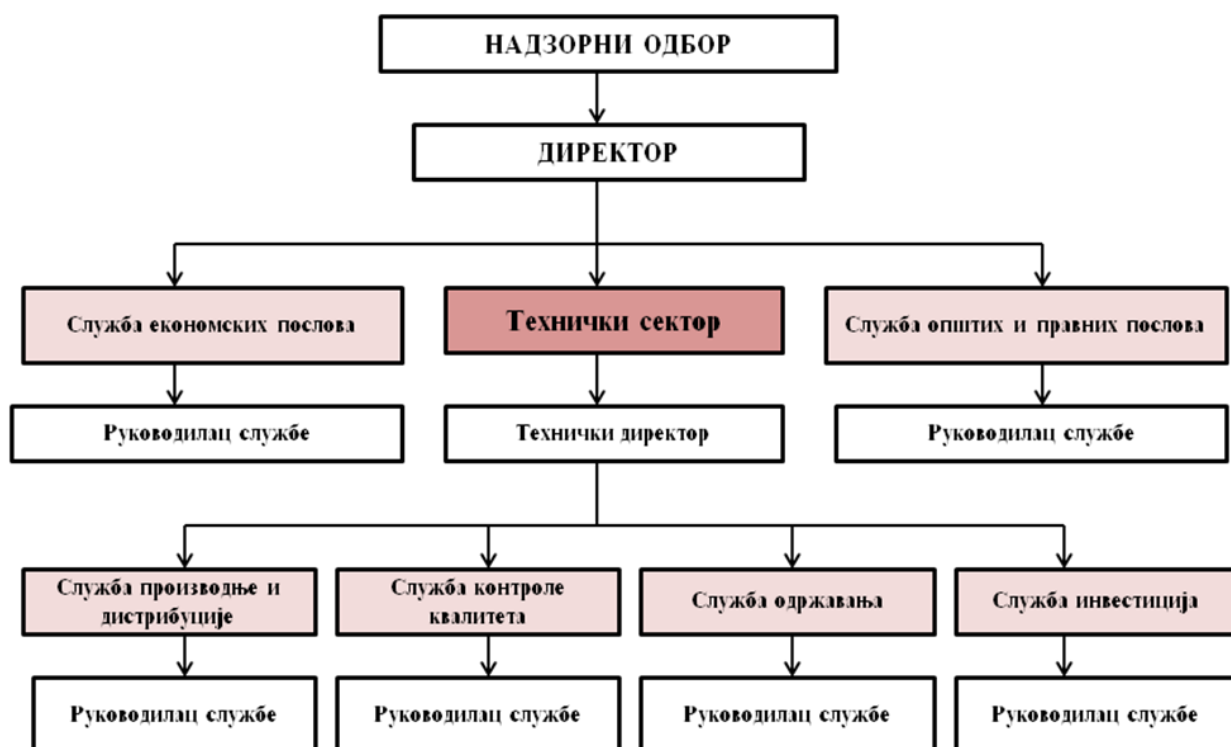 НАДЗОРНИ ОДБОР
ДИРЕКТОР
Служба економских послова
Технички сектор
Служба општих и правних послова
Руководилац службе
Технички директор
Руководилац службе
Служба производње и
дистрибуције
Служба контроле
квалитета
Служба одржавања
Служба инвестиција
Руководилац службе
Руководилац службе
Руководилац службе
Руководилац службе